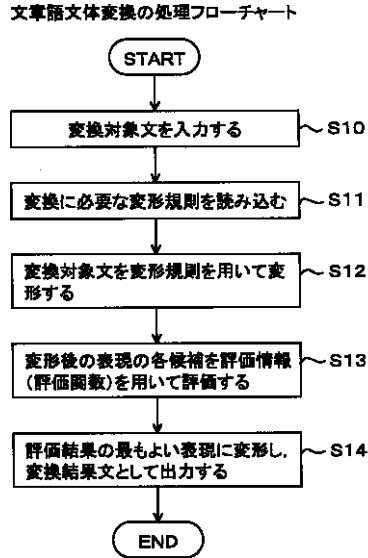 文章語文体変換の処理フローチャート
START
変換対象文を入力する
S10
変換に必要な変形規則を読み込む
S11
変換対象文を変形規則を用いて変
形する
S12
変形後の表現の各候補を評価情報
(評価関数)を用いて評価する
S13
評価結果の最もよい表現に変形し,
変換結果文として出力する
S14
END